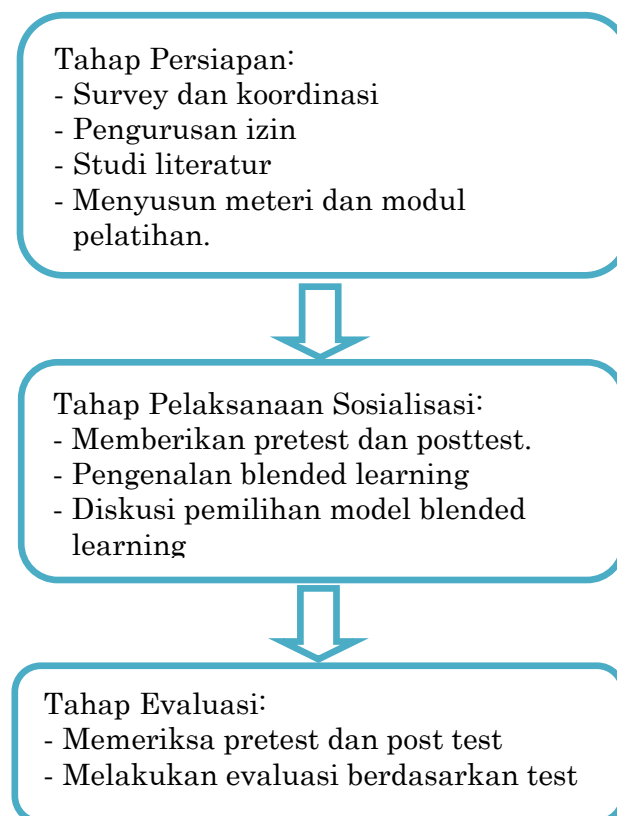 Tahap Persiapan:
- Survey dan koordinasi
- Pengurusan izin
- Studi literatur
- Menyusun meteri dan modul
pelatihan.
Tahap Pelaksanaan Sosialisasi:
- Memberikan pretest dan posttest.
- Pengenalan blended learning
- Diskusi pemilihan model blended
learning
Tahap Evaluasi:
- Memeriksa pretest dan post test
- Melakukan evaluasi berdasarkan test